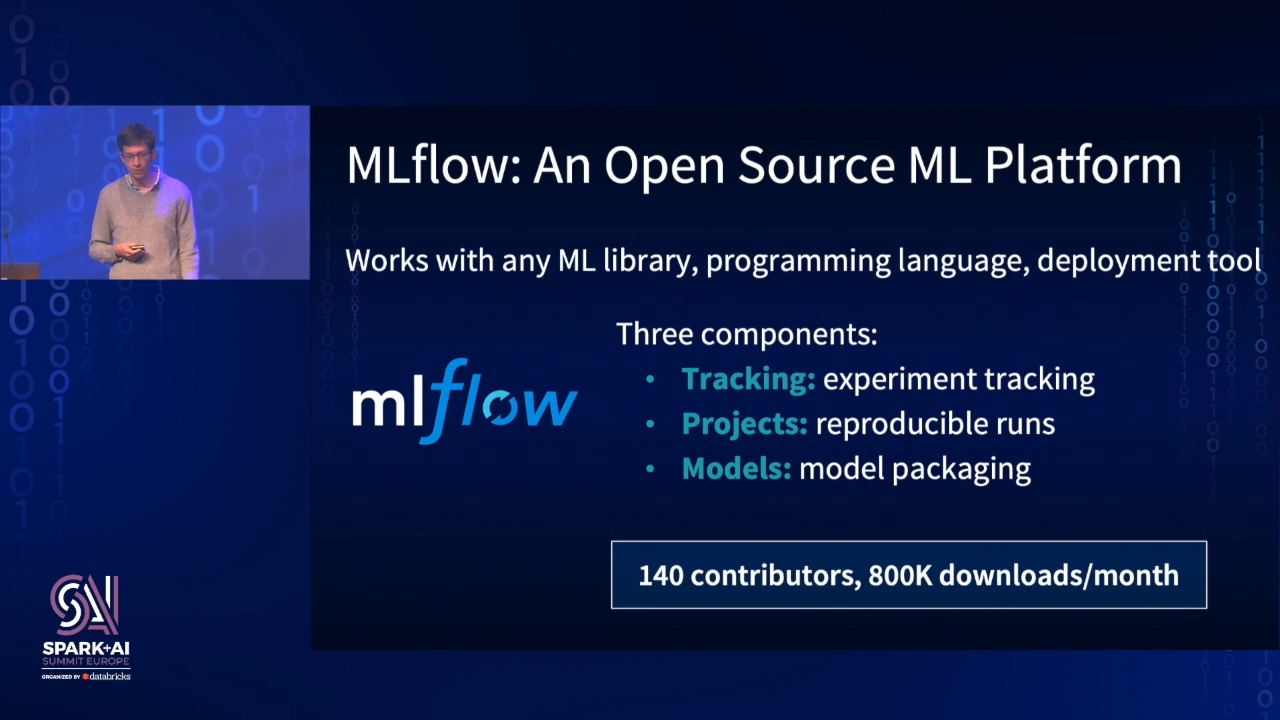 MLflow: An Open Source ML Platform
Works with any ML library, programming language, deployment tool
Three components:
• Tracking: experiment tracking
• Projects: reproducible runs
• Models: model packaging
mlflow
140 contributors, 800K downloads/month
SAI
SPARK+AI
SUMMIT EUROPE
ORGANIZED BY databricks